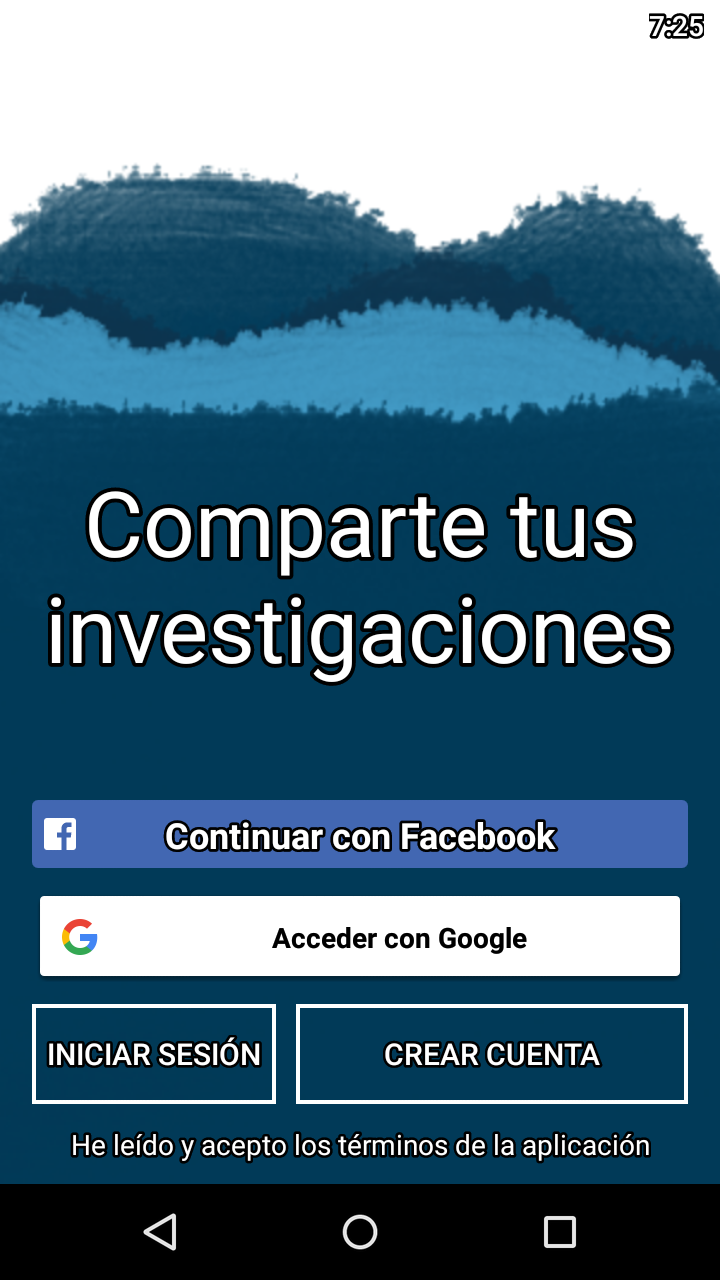 7:25
Comparte tus
investigaciones
Continuar con Facebook
Acceder con Google
INICIAR SESIÓN
CREAR CUENTA
He leído y acepto los términos de la aplicación